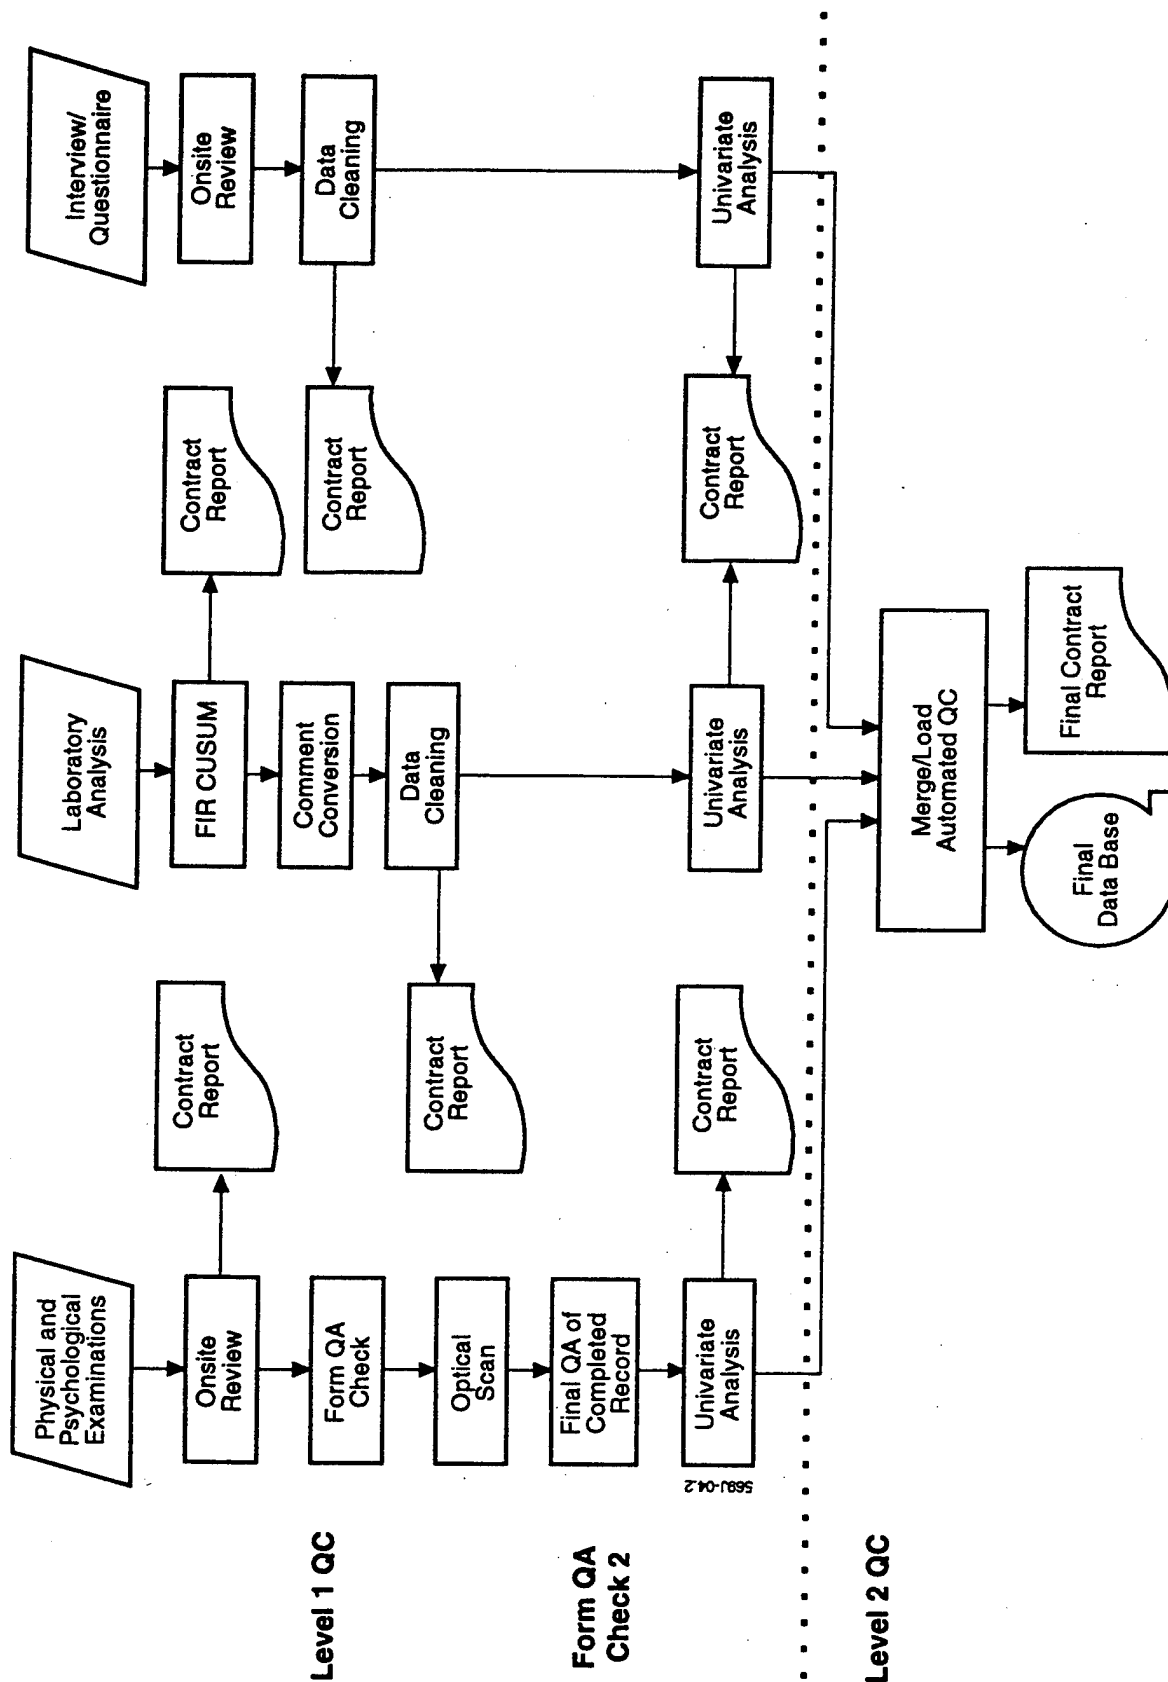 Physical and
Psychological
Examinations
Onsite
Review
Contract
Report
Form QA
Check
Optical
Scan
Final QA of
Completed
Record
Univariate
Analysis
Contract
Report
569J-04.2
Laboratory
Analysis
FIR CUSUM
Contract
Report
Comment
Conversion
Data
Cleaning
Contract
Report
Univariate
Analysis
Contract
Report
Interview/
Questionnaire
Onsite
Review
Data
Cleaning
Contract
Report
Univariate
Analysis
Level 1 QC
Form QA
Check 2
Level 2 QC
Merge/Load
Automated QC
Final
Data Base
Final Contract
Report